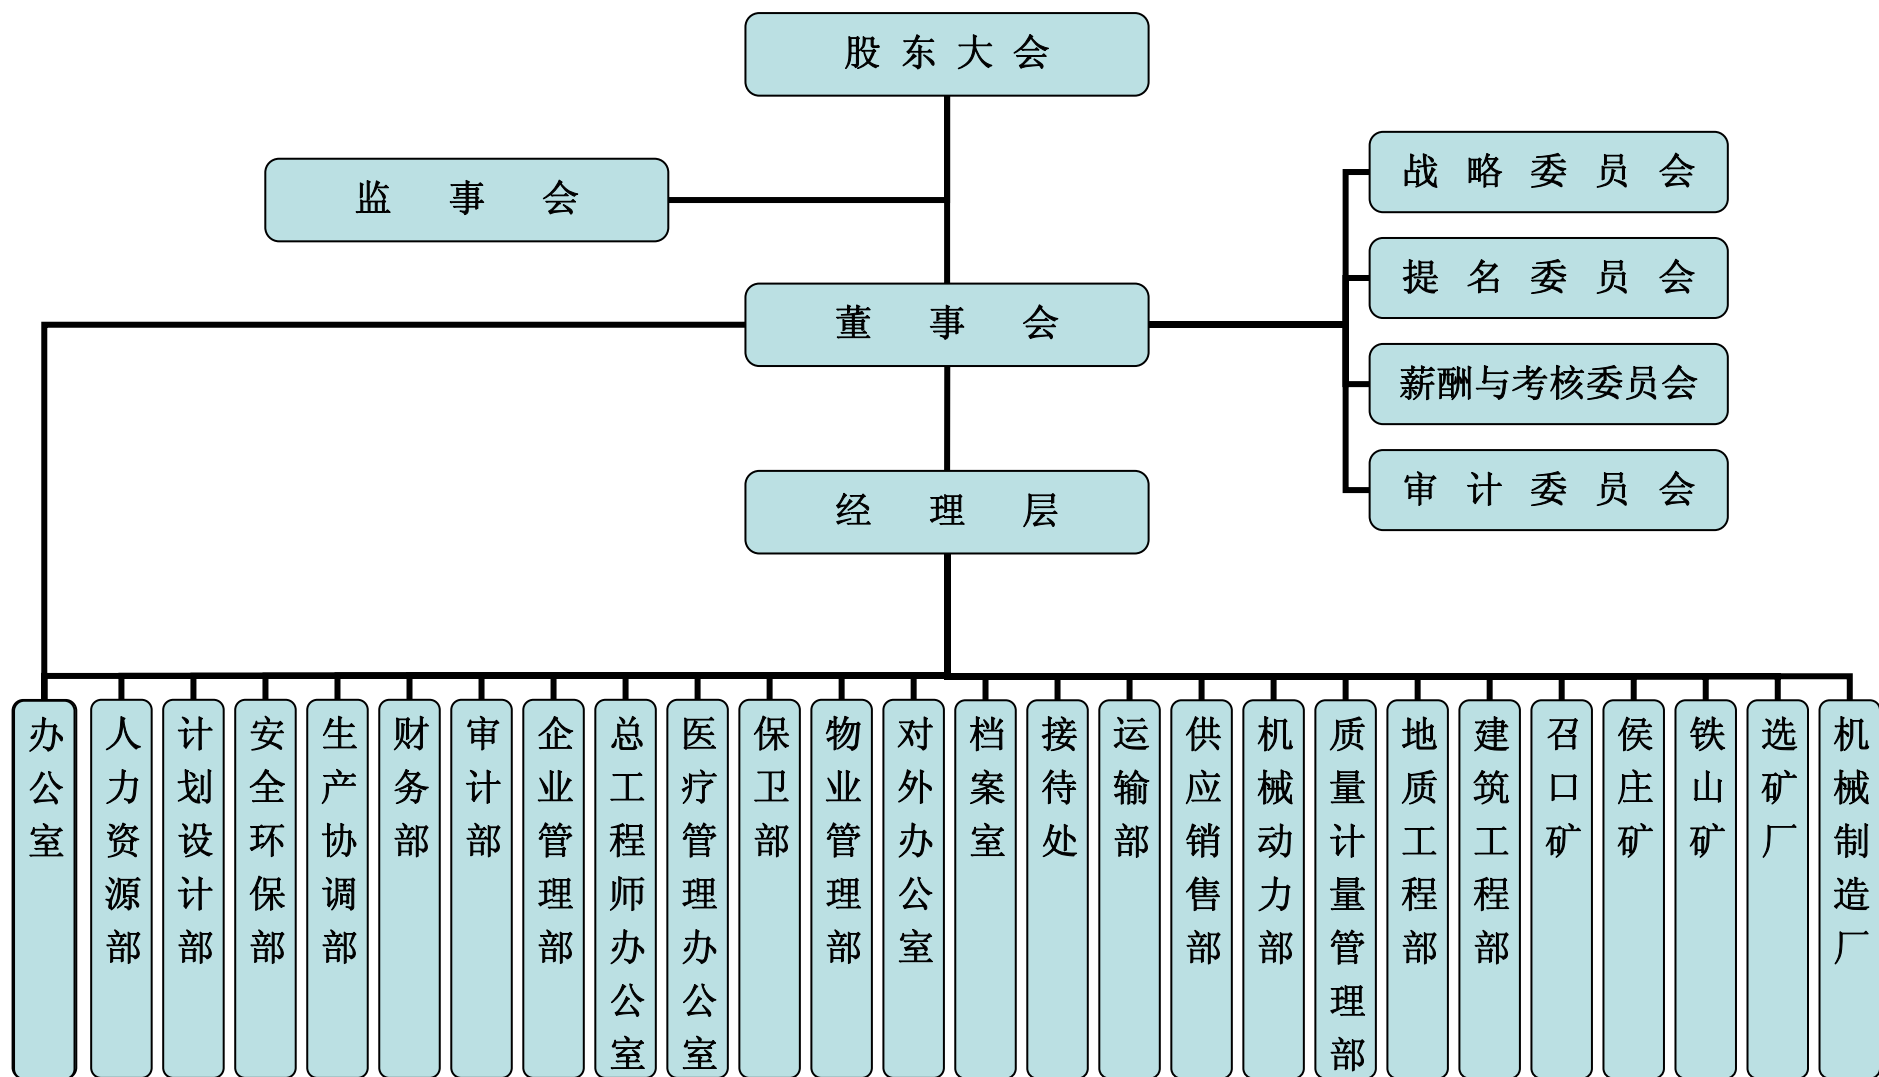 股东大会
监事会
战略委员会
提名委员会
董事会
薪酬与考核委员会
审计委员会
经理层
办公室
人力资源部
计划设计部
安全环保部
生产协调部
财务部
审计部
企业管理部
总工程师办公室
医疗管理办公室
保卫部
物业管理部
对外办公室
档案室
接待处
运输部
供应销售部
机械动力部
质量计量管理部
地质工程部
建筑工程部
召口矿
侯庄矿
铁山矿
选矿厂
机械制造厂